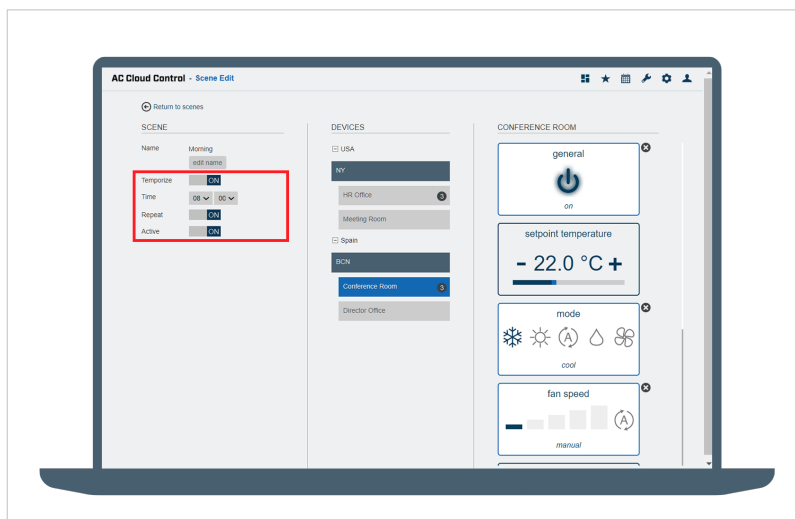 AC Cloud Control - Scene Edit
Return to scenes
SCENE
Name Morning
edit name
Temporize ON
Time 08 00
Repeat ON
Active ON
DEVICES
USA
NY
HR Office 3
Meeting Room
Spain
BCN
Conference Room 3
Director Office
CONFERENCE ROOM
general
on
setpoint temperature
- 22.0 °C +
mode
A
cool
fan speed
A
manual